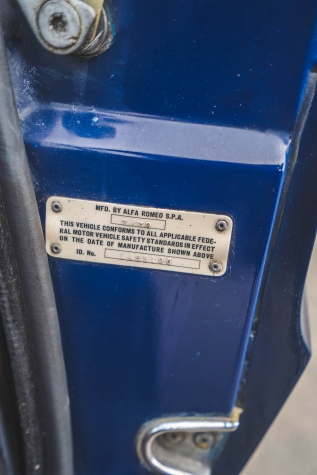 MFD. BY ALFA ROMEO S.P.A.
THIS VEHICLE CONFORMS TO ALL APPLICABLE FEDE-
RAL MOTOR VEHICLE SAFETY STANDARDS IN EFFECT
ON THE DATE OF MANUFACTURE SHOWN ABOVE
ID. No.